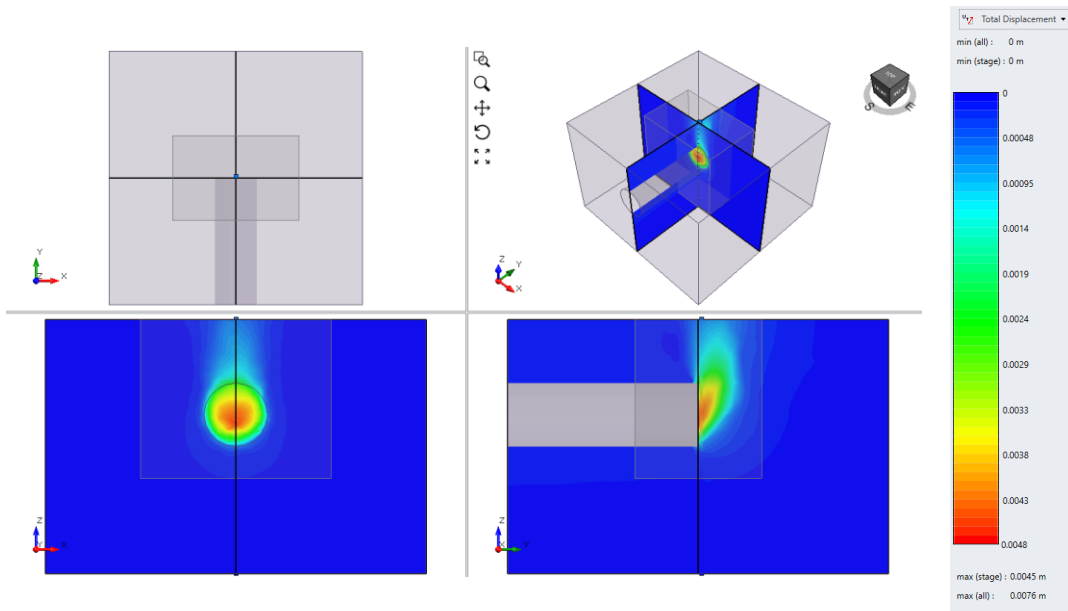 Total Displacement
min (all) : 0 m
min (stage) : 0 m
0
0.00048
0.00095
0.0014
0.0019
0.0024
0.0029
0.0033
0.0038
0.0043
0.0048
max (stage) : 0.0045 m
max (all) : 0.0076 m
Y
Z X
Z
Y
X
TOP
S E
Z
Y X
Z
X Y